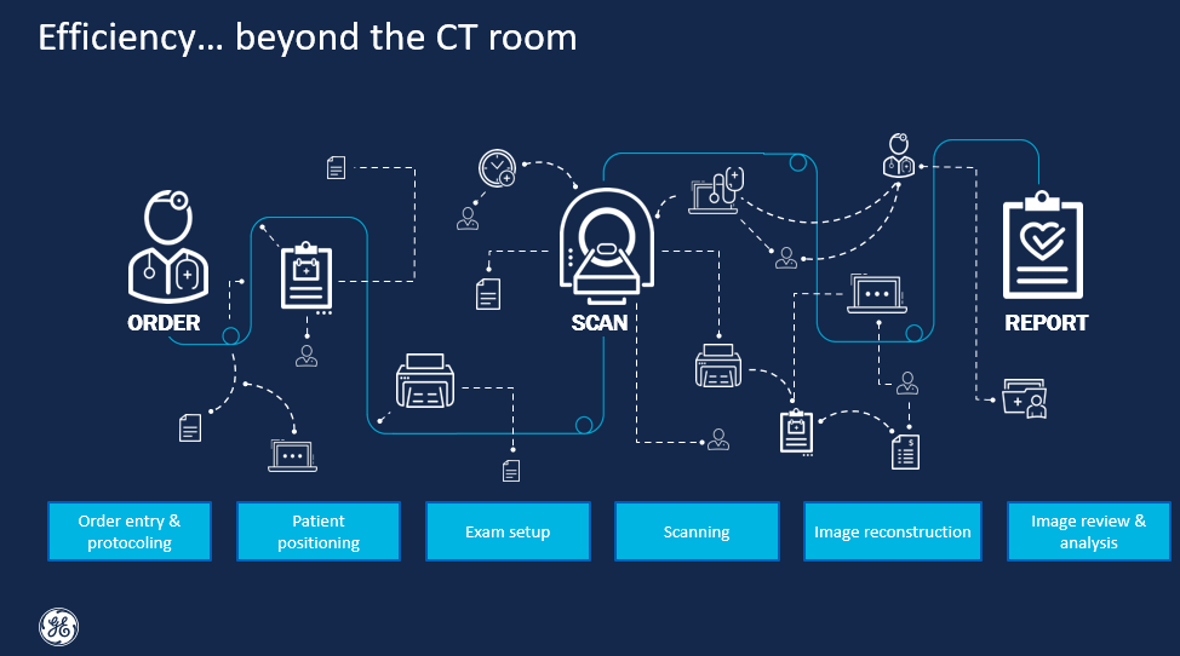 Efficiency... beyond the CT room
ORDER
SCAN
REPORT
Order entry &
protocoling
Patient
positioning
Exam setup
Scanning
Image reconstruction
Image review &
analysis
GE